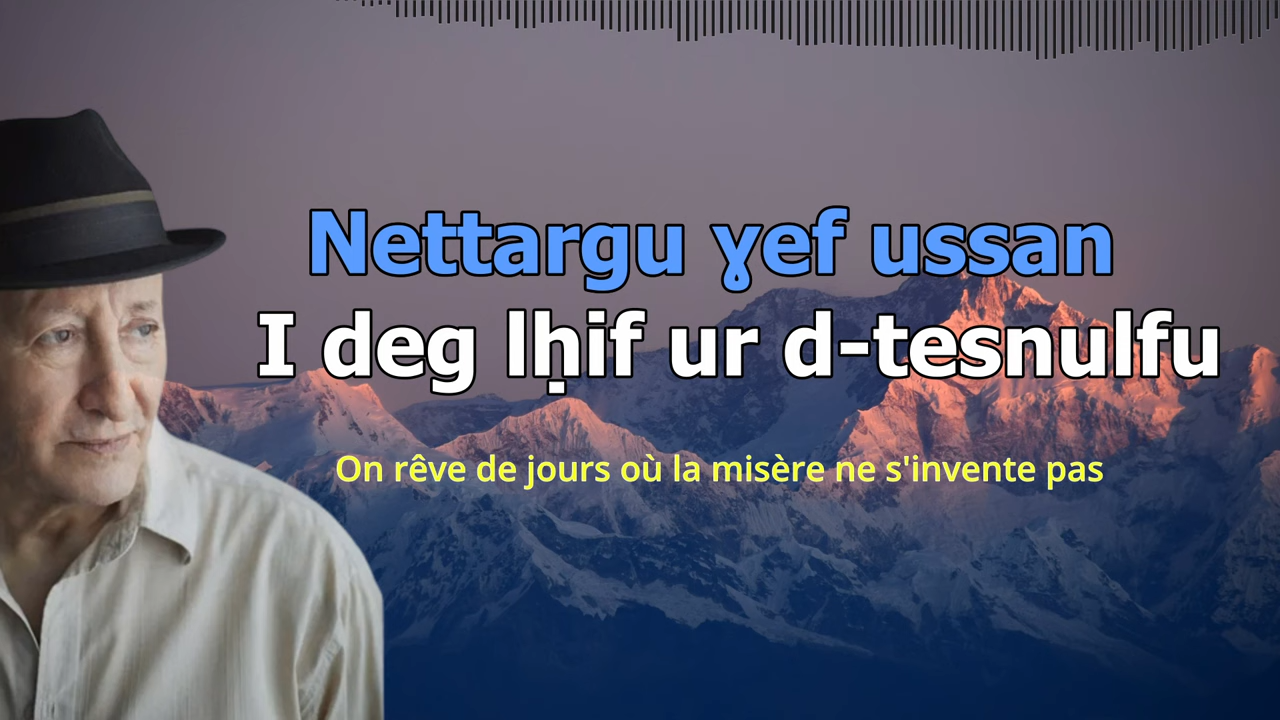 Nettargu ɣef ussan
I deg lḥif ur d-tesnulfu
On rêve de jours où la misère ne s'invente pas